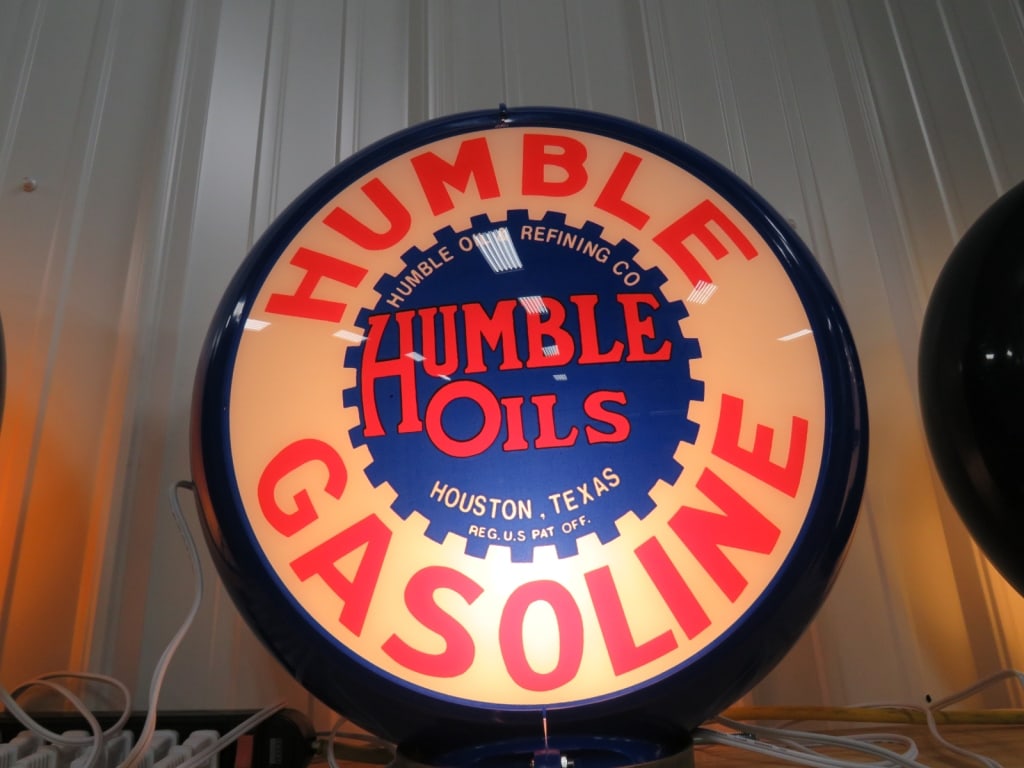 HUMBLE
HUMBLE OIL & REFINING CO
HUMBLE
OILS
HOUSTON, TEXAS
REG. U.S PAT OFF.
GASOLINE